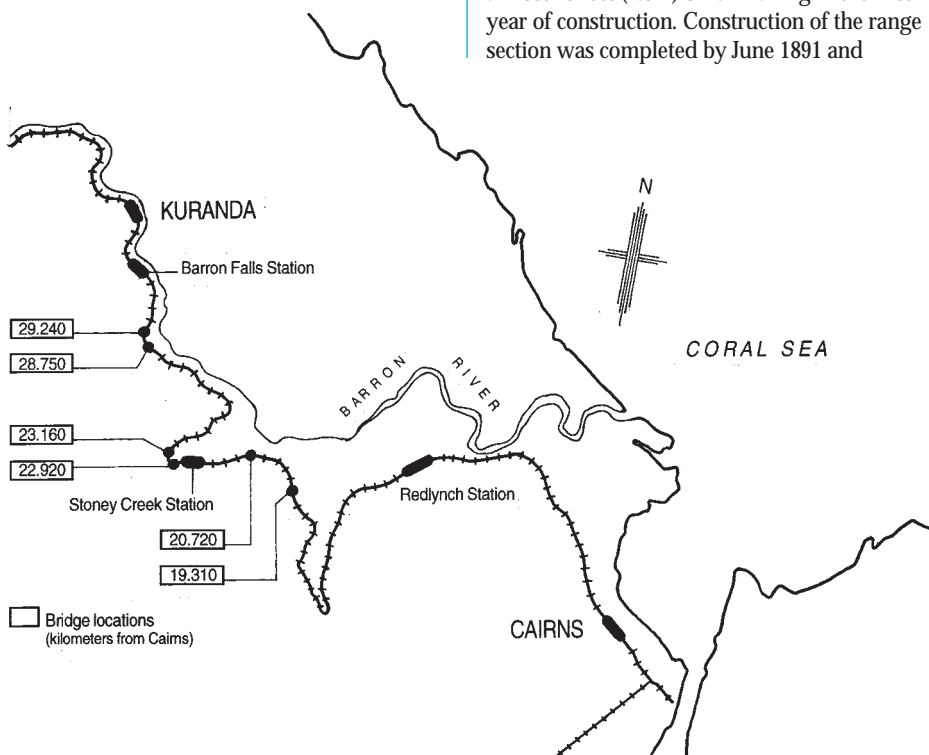 year of construction. Construction of the range
section was completed by June 1891 and
N
KURANDA
Barron Falls Station
29.240
28.750
CORAL SEA
BARRON RIVER
23.160
22.920
Stoney Creek Station
Redlynch Station
20.720
19.310
Bridge locations
(kilometers from Cairns)
CAIRNS